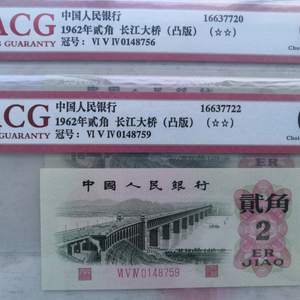 ACG
GUARANTY
中国人民银行 16637720
1962年贰角 长江大桥（凸版） （☆☆）
冠号：Ⅵ Ⅴ Ⅳ 0148756
ACG
GUARANTY
中国人民银行 16637722
1962年贰角 长江大桥（凸版） （☆☆）
冠号：Ⅵ Ⅴ Ⅳ 0148759
中国人民银行
贰角
2
ER
JIAO
Ⅵ Ⅴ Ⅳ 0148759